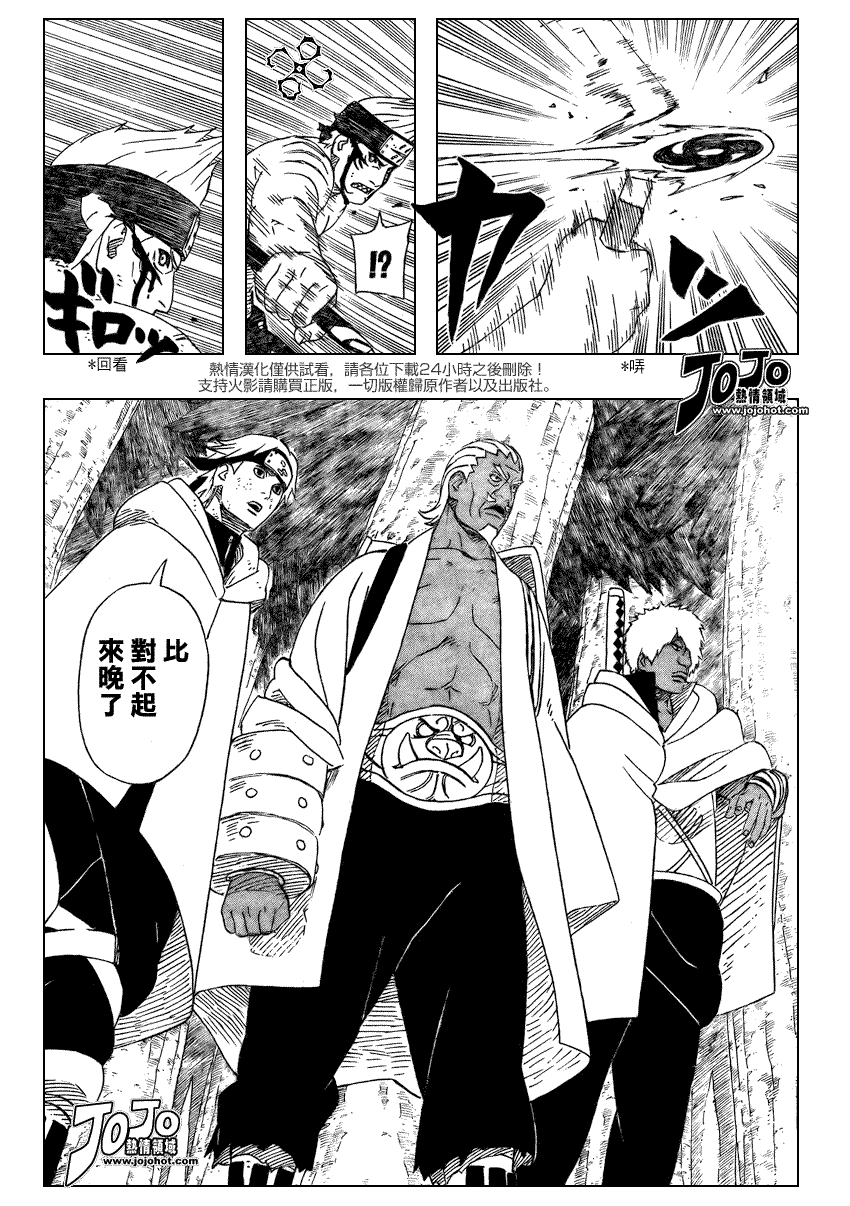 カッ
!?
ギロッ
*回看
熱情漢化僅供試看，請各位下載24小時之後刪除！
支持火影請購買正版，一切版權歸原作者以及出版社。
*哢
JOJO
熱情領域
www.jojohot.com
比
對不起
來晚了
JOJO
熱情領域
www.jojohot.com